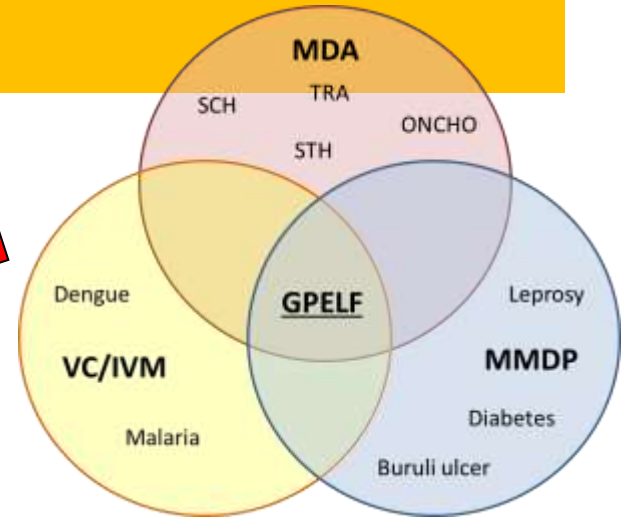 MDA
TRA
SCH
ONCHO
STH
Dengue
GPELF
Leprosy
VC/IVM
MMDP
Diabetes
Malaria
Buruli ulcer